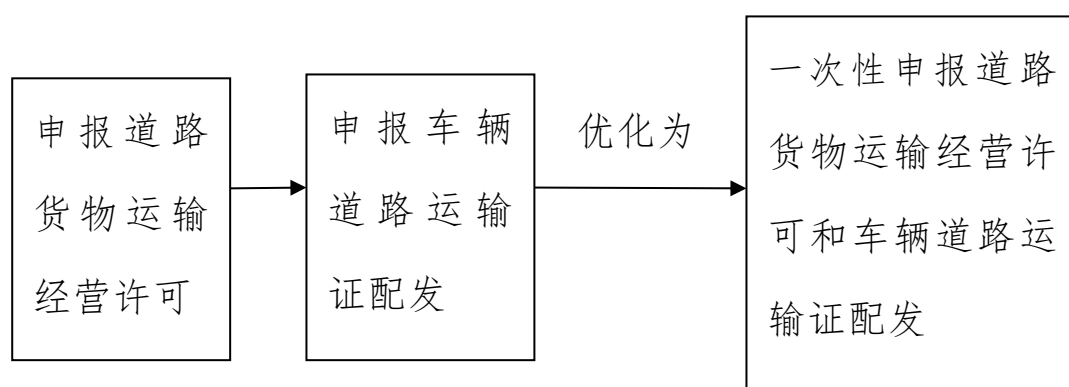 申报道路
货物运输
经营许可
申报车辆
道路运输
证配发
优化为
一次性申报道路
货物运输经营许
可和车辆道路运
输证配发